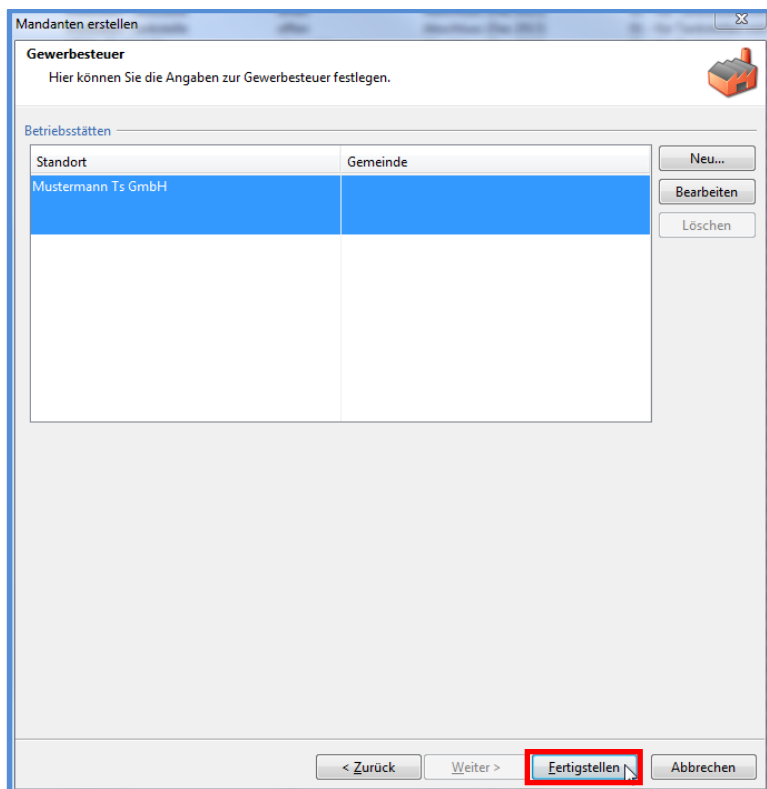 Mandanten erstellen
Gewerbesteuer
Hier können Sie die Angaben zur Gewerbesteuer festlegen.
Betriebsstätten
Standort Gemeinde
Mustermann Ts GmbH
Neu...
Bearbeiten
Löschen
< Zurück Weiter > Fertigstellen Abbrechen